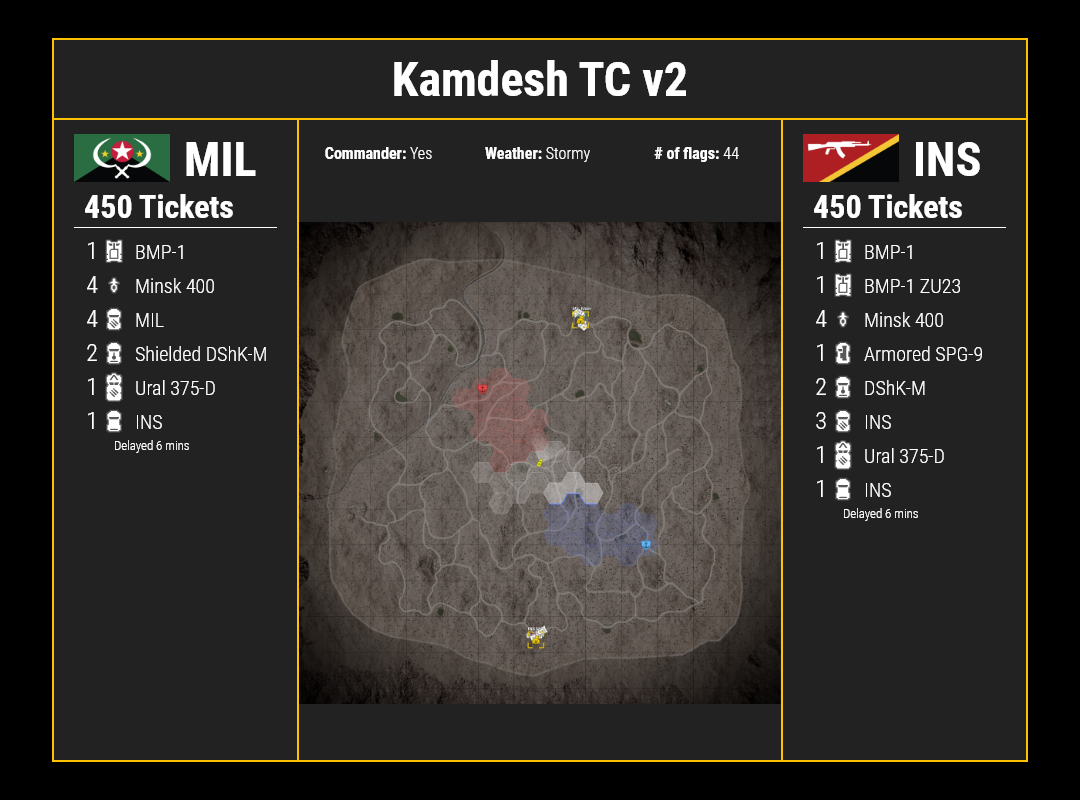 Kamdesh TC v2
MIL
450 Tickets
1 BMP-1
4 Minsk 400
4 MIL
2 Shielded DShK-M
1 Ural 375-D
1 INS
Delayed 6 mins
Commander: Yes Weather: Stormy # of flags: 44
INS
450 Tickets
1 BMP-1
1 BMP-1 ZU23
4 Minsk 400
1 Armored SPG-9
2 DShK-M
3 INS
1 Ural 375-D
1 INS
Delayed 6 mins